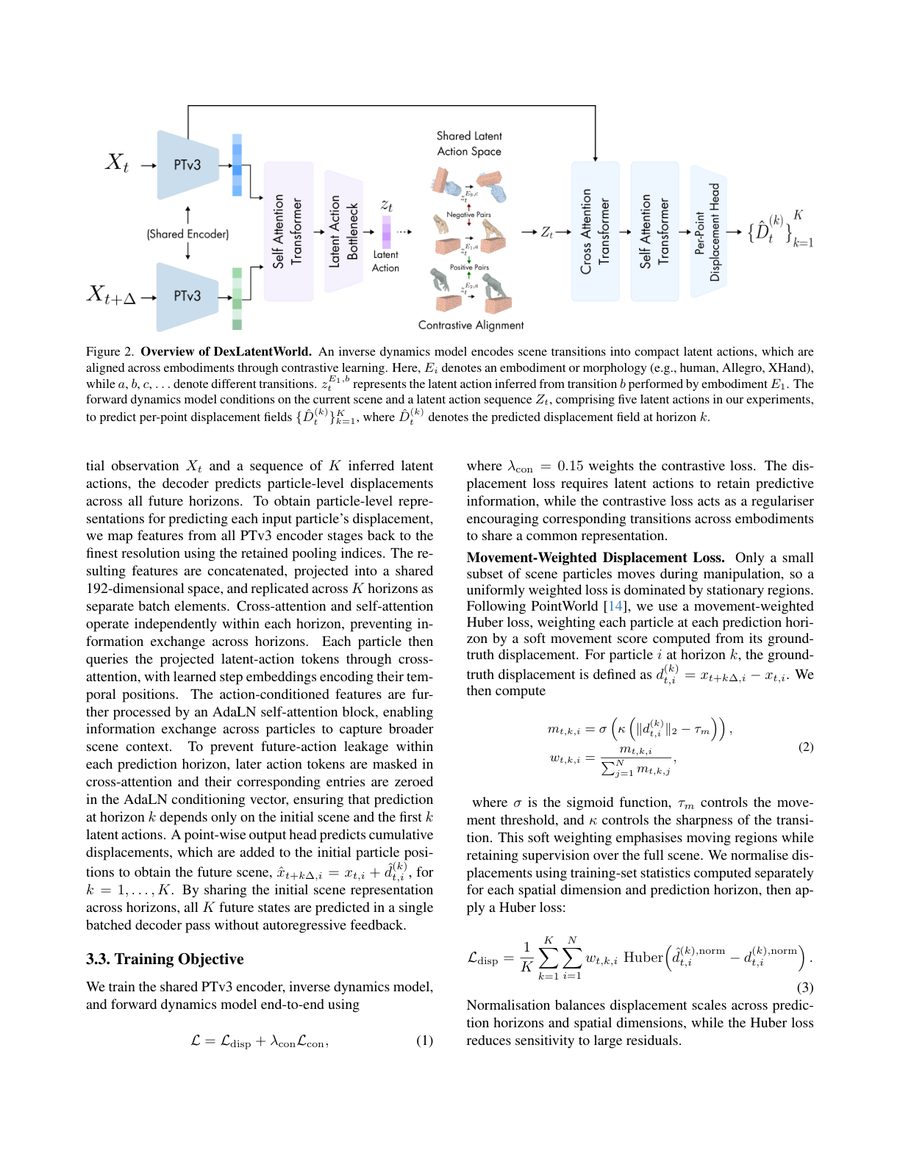 X_t
PTv3
(Shared Encoder)
X_{t+Δ}
PTv3
Self Attention
Transformer
Latent Action
Bottleneck
z_t
Latent
Action
Shared Latent
Action Space
z_t^{E_0,c}
Negative Pairs
z_t^{E_1,a}
Positive Pairs
z_t^{E_2,a}
Contrastive Alignment
Z_t
Cross Attention
Transformer
Self Attention
Transformer
Per-Point
Displacement Head
{D̂_t^{(k)}}_{k=1}^K
Figure 2. Overview of DexLatentWorld. An inverse dynamics model encodes scene transitions into compact latent actions, which are
aligned across embodiments through contrastive learning. Here, E_i denotes an embodiment or morphology (e.g., human, Allegro, XHand),
while a, b, c, . . . denote different transitions. z_t^{E_1,b} represents the latent action inferred from transition b performed by embodiment E_1. The
forward dynamics model conditions on the current scene and a latent action sequence Z_t, comprising five latent actions in our experiments,
to predict per-point displacement fields {D̂_t^{(k)}}_{k=1}^K, where D̂_t^{(k)} denotes the predicted displacement field at horizon k.
tial observation X_t and a sequence of K inferred latent
actions, the decoder predicts particle-level displacements
across all future horizons. To obtain particle-level repre-
sentations for predicting each input particle's displacement,
we map features from all PTv3 encoder stages back to the
finest resolution using the retained pooling indices. The re-
sulting features are concatenated, projected into a shared
192-dimensional space, and replicated across K horizons as
separate batch elements. Cross-attention and self-attention
operate independently within each horizon, preventing in-
formation exchange across horizons. Each particle then
queries the projected latent-action tokens through cross-
attention, with learned step embeddings encoding their tem-
poral positions. The action-conditioned features are fur-
ther processed by an AdaLN self-attention block, enabling
information exchange across particles to capture broader
scene context. To prevent future-action leakage within
each prediction horizon, later action tokens are masked in
cross-attention and their corresponding entries are zeroed
in the AdaLN conditioning vector, ensuring that prediction
at horizon k depends only on the initial scene and the first k
latent actions. A point-wise output head predicts cumulative
displacements, which are added to the initial particle posi-
tions to obtain the future scene, x̂_{t+kΔ,i} = x_{t,i} + d̂_{t,i}^{(k)}, for
k = 1, . . . , K. By sharing the initial scene representation
across horizons, all K future states are predicted in a single
batched decoder pass without autoregressive feedback.
3.3. Training Objective
We train the shared PTv3 encoder, inverse dynamics model,
and forward dynamics model end-to-end using
L = L_disp + λ_con L_con, (1)
where λ_con = 0.15 weights the contrastive loss. The dis-
placement loss requires latent actions to retain predictive
information, while the contrastive loss acts as a regulariser
encouraging corresponding transitions across embodiments
to share a common representation.
Movement-Weighted Displacement Loss. Only a small
subset of scene particles moves during manipulation, so a
uniformly weighted loss is dominated by stationary regions.
Following PointWorld [14], we use a movement-weighted
Huber loss, weighting each particle at each prediction hori-
zon by a soft movement score computed from its ground-
truth displacement. For particle i at horizon k, the ground-
truth displacement is defined as d_{t,i}^{(k)} = x_{t+kΔ,i} − x_{t,i}. We
then compute
m_{t,k,i} = σ(κ(‖d_{t,i}^{(k)}‖_2 − τ_m)),
w_{t,k,i} = m_{t,k,i} / ∑_{j=1}^N m_{t,k,j}, (2)
where σ is the sigmoid function, τ_m controls the move-
ment threshold, and κ controls the sharpness of the transi-
tion. This soft weighting emphasises moving regions while
retaining supervision over the full scene. We normalise dis-
placements using training-set statistics computed separately
for each spatial dimension and prediction horizon, then ap-
ply a Huber loss:
L_disp = 1/K ∑_{k=1}^K ∑_{i=1}^N w_{t,k,i} Huber(d̂_{t,i}^{(k),norm} − d_{t,i}^{(k),norm}).
(3)
Normalisation balances displacement scales across predic-
tion horizons and spatial dimensions, while the Huber loss
reduces sensitivity to large residuals.